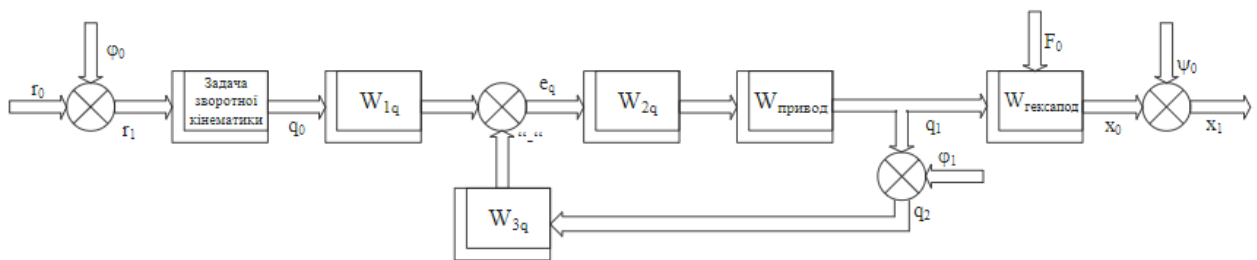 φ₀
r₀
r₁
Задача
зворотної
кінематики
q₀
W₁q
“-“
e_q
W₂q
Wпривод
q₁
φ₁
q₂
W₃q
F₀
Wгексапод
x₀
ψ₀
x₁